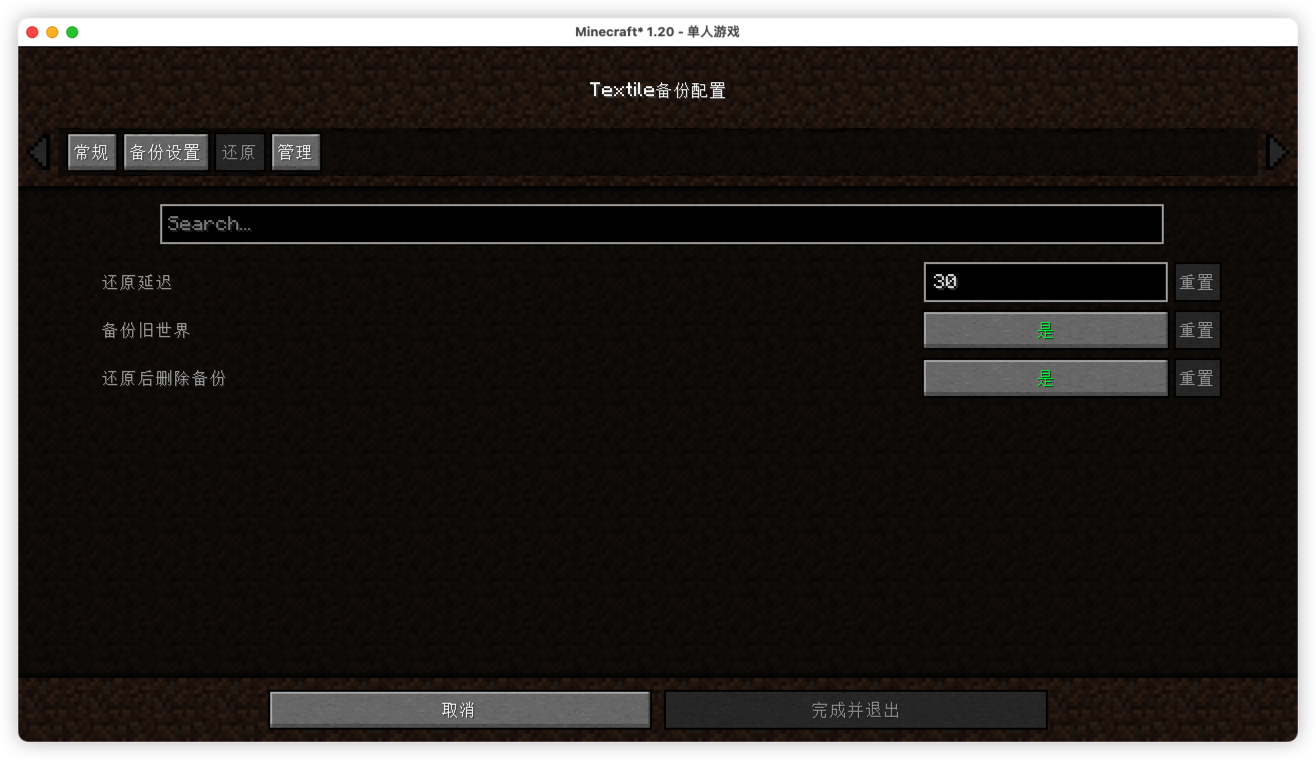 Minecraft* 1.20 - 单人游戏
Textile备份配置
常规 备份设置 还原 管理
Search...
还原延迟 30 重置
备份旧世界 是 重置
还原后删除备份 是 重置
取消 完成并退出